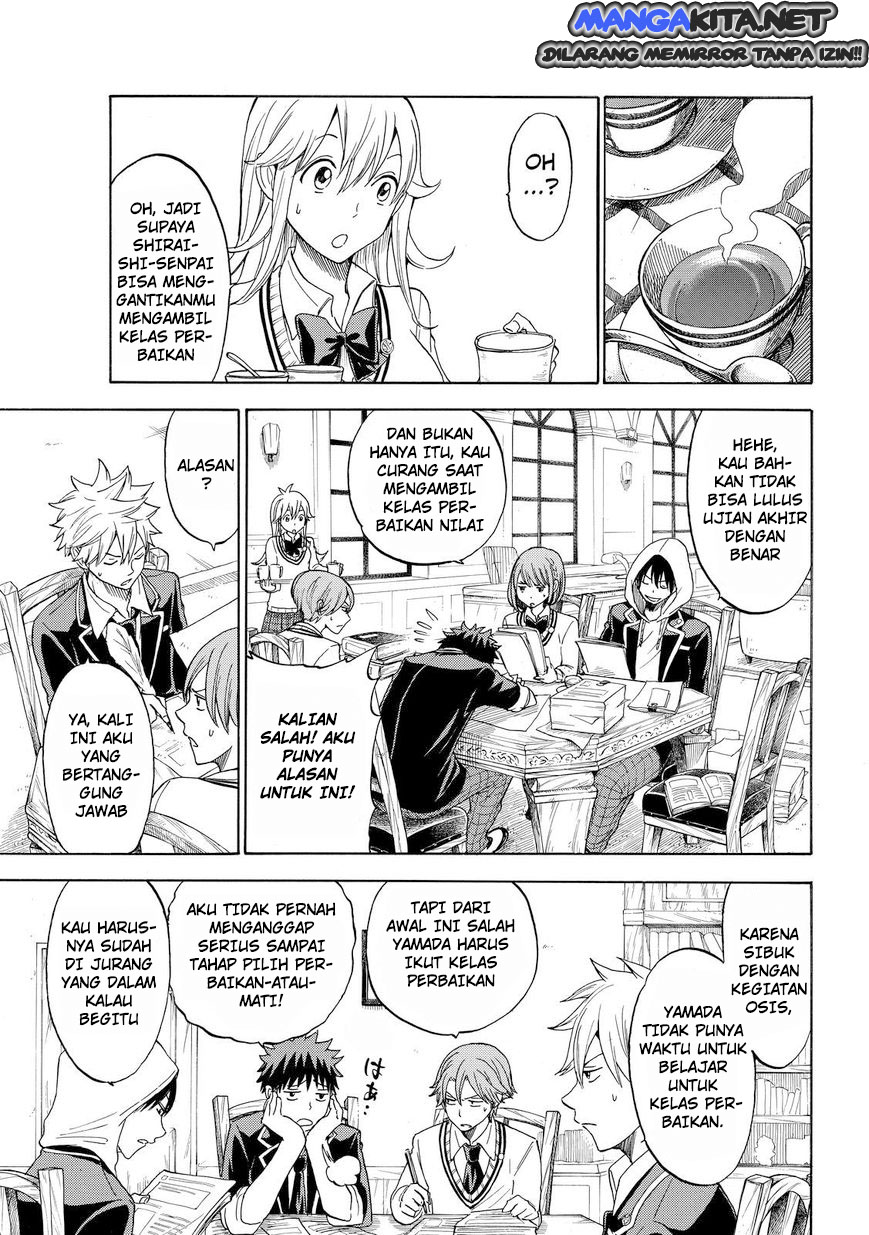 MANGAKITA.NET
DILARANG MEMIRROR TANPA IZIN!!
OH
...?
OH, JADI
SUPAYA
SHIRAI-
SHI-SENPAI
BISA MENG-
GANTIKANMU
MENGAMBIL
KELAS PER-
BAIKAN
HEHE,
KAU BAH-
KAN TIDAK
BISA LULUS
UJIAN AKHIR
DENGAN
BENAR
DAN BUKAN
HANYA ITU, KAU
CURANG SAAT
MENGAMBIL
KELAS PER-
BAIKAN NILAI
KALIAN
SALAH! AKU
PUNYA
ALASAN
UNTUK INI!
ALASAN
?
YA, KALI
INI AKU
YANG
BERTANG-
GUNG
JAWAB
KARENA
SIBUK
DENGAN
KEGIATAN
OSIS,
YAMADA
TIDAK PUNYA
WAKTU UNTUK
BELAJAR
UNTUK
KELAS PER-
BAIKAN.
TAPI DARI
AWAL INI SALAH
YAMADA HARUS
IKUT KELAS
PERBAIKAN
AKU TIDAK PERNAH
MENGANGGAP
SERIUS SAMPAI
TAHAP PILIH PER-
BAIKAN-ATAU-
MATI!
はぁ…
KAU HARUS-
NYA SUDAH
DI JURANG
YANG DALAM
KALAU
BEGITU